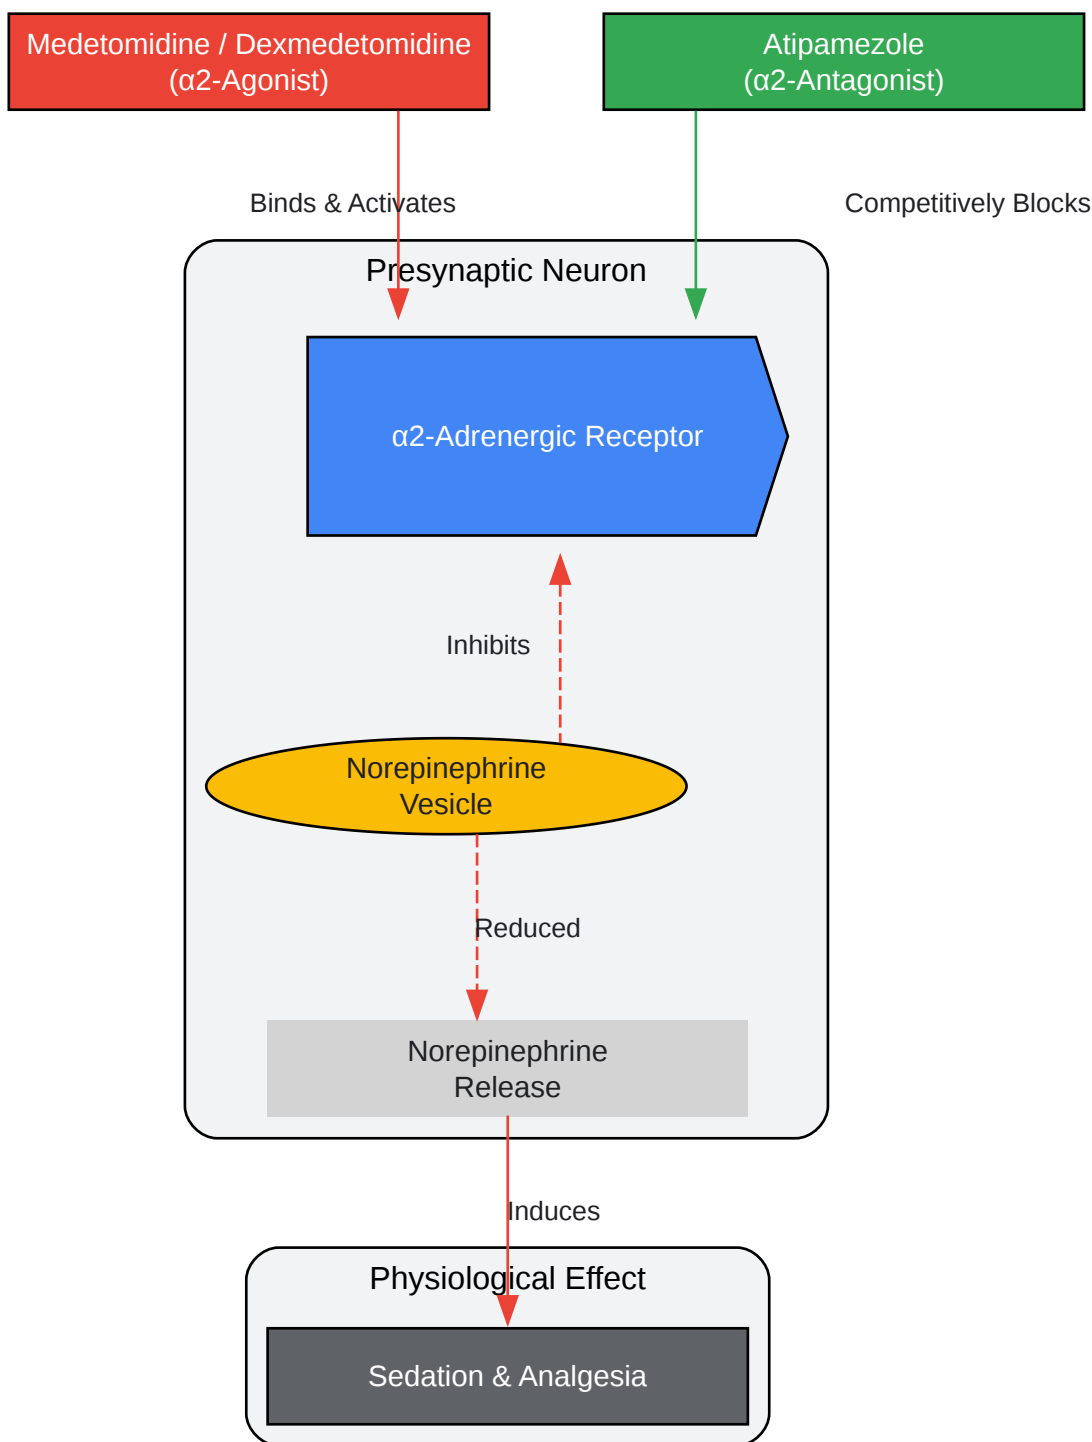 Medetomidine / Dexmedetomidine
(α2-Agonist)
Atipamezole
(α2-Antagonist)
Binds & Activates
Competitively Blocks
Presynaptic Neuron
α2-Adrenergic Receptor
Inhibits
Norepinephrine
Vesicle
Reduced
Norepinephrine
Release
Induces
Physiological Effect
Sedation & Analgesia